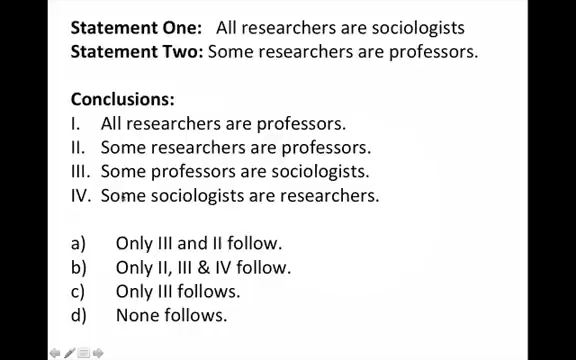 Statement One: All researchers are sociologists
Statement Two: Some researchers are professors.
Conclusions:
I. All researchers are professors.
II. Some researchers are professors.
III. Some professors are sociologists.
IV. Some sociologists are researchers.
a) Only III and II follow.
b) Only II, III & IV follow.
c) Only III follows.
d) None follows.